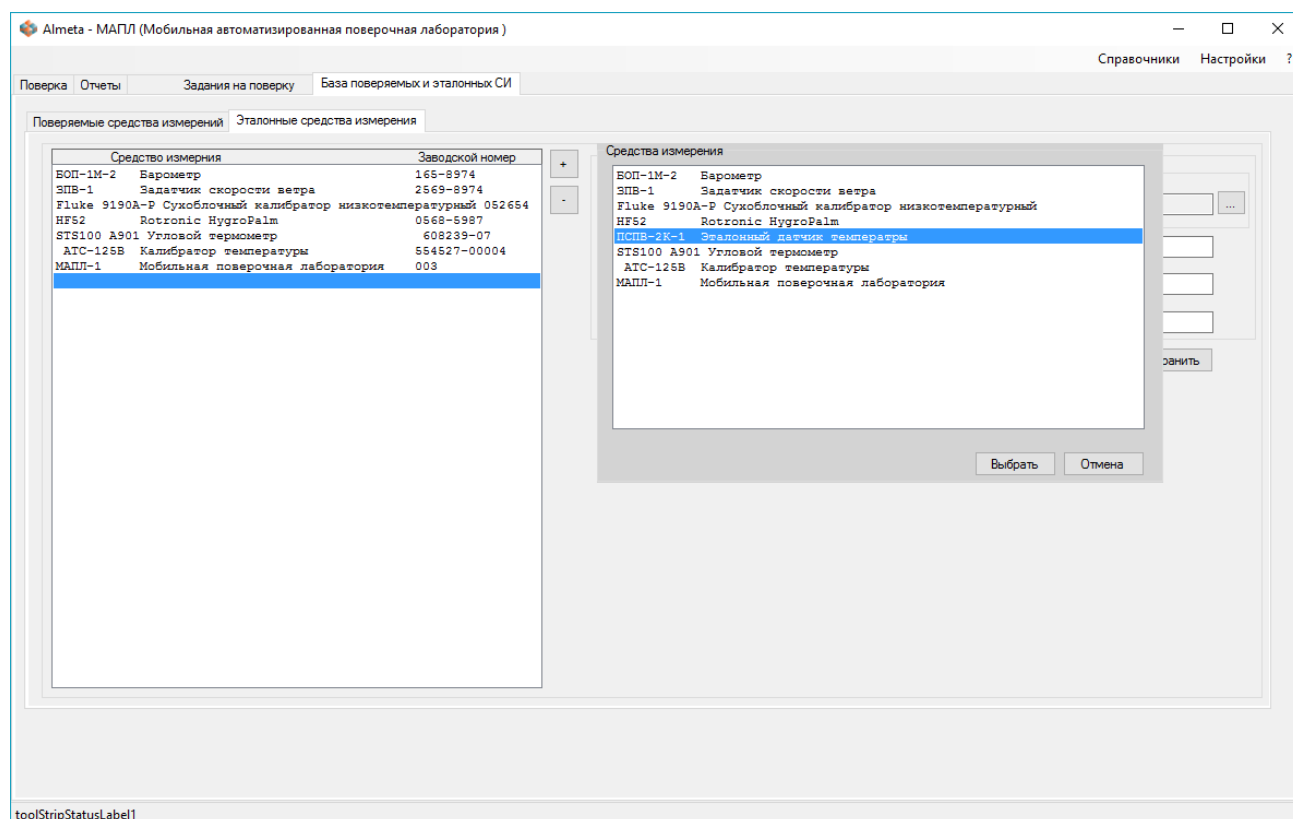 Almeta - МАПЛ (Мобильная автоматизированная поверочная лаборатория )
Справочники Настройки ?
Поверка Отчеты Задания на поверку База поверяемых и эталонных СИ
Поверяемые средства измерений Эталонные средства измерения
Средство измерния Заводской номер
БОП-1М-2 Барометр 165-8974
ЗПВ-1 Задатчик скорости ветра 2569-8974
Fluke 9190A-P Сухоблочный калибратор низкотемпературный 052654
HF52 Rotronic HygroPalm 0568-5987
STS100 A901 Угловой термометр 608239-07
АТС-125В Калибратор температуры 554527-00004
МАПЛ-1 Мобильная поверочная лаборатория 003
+
-
Средства измерения
БОП-1М-2 Барометр
ЗПВ-1 Задатчик скорости ветра
Fluke 9190A-P Сухоблочный калибратор низкотемпературный
HF52 Rotronic HygroPalm
ПСПВ-2К-1 Эталонный датчик температры
STS100 A901 Угловой термометр
АТС-125В Калибратор температуры
МАПЛ-1 Мобильная поверочная лаборатория
Выбрать Отмена
...
ранить
toolStripStatusLabel1